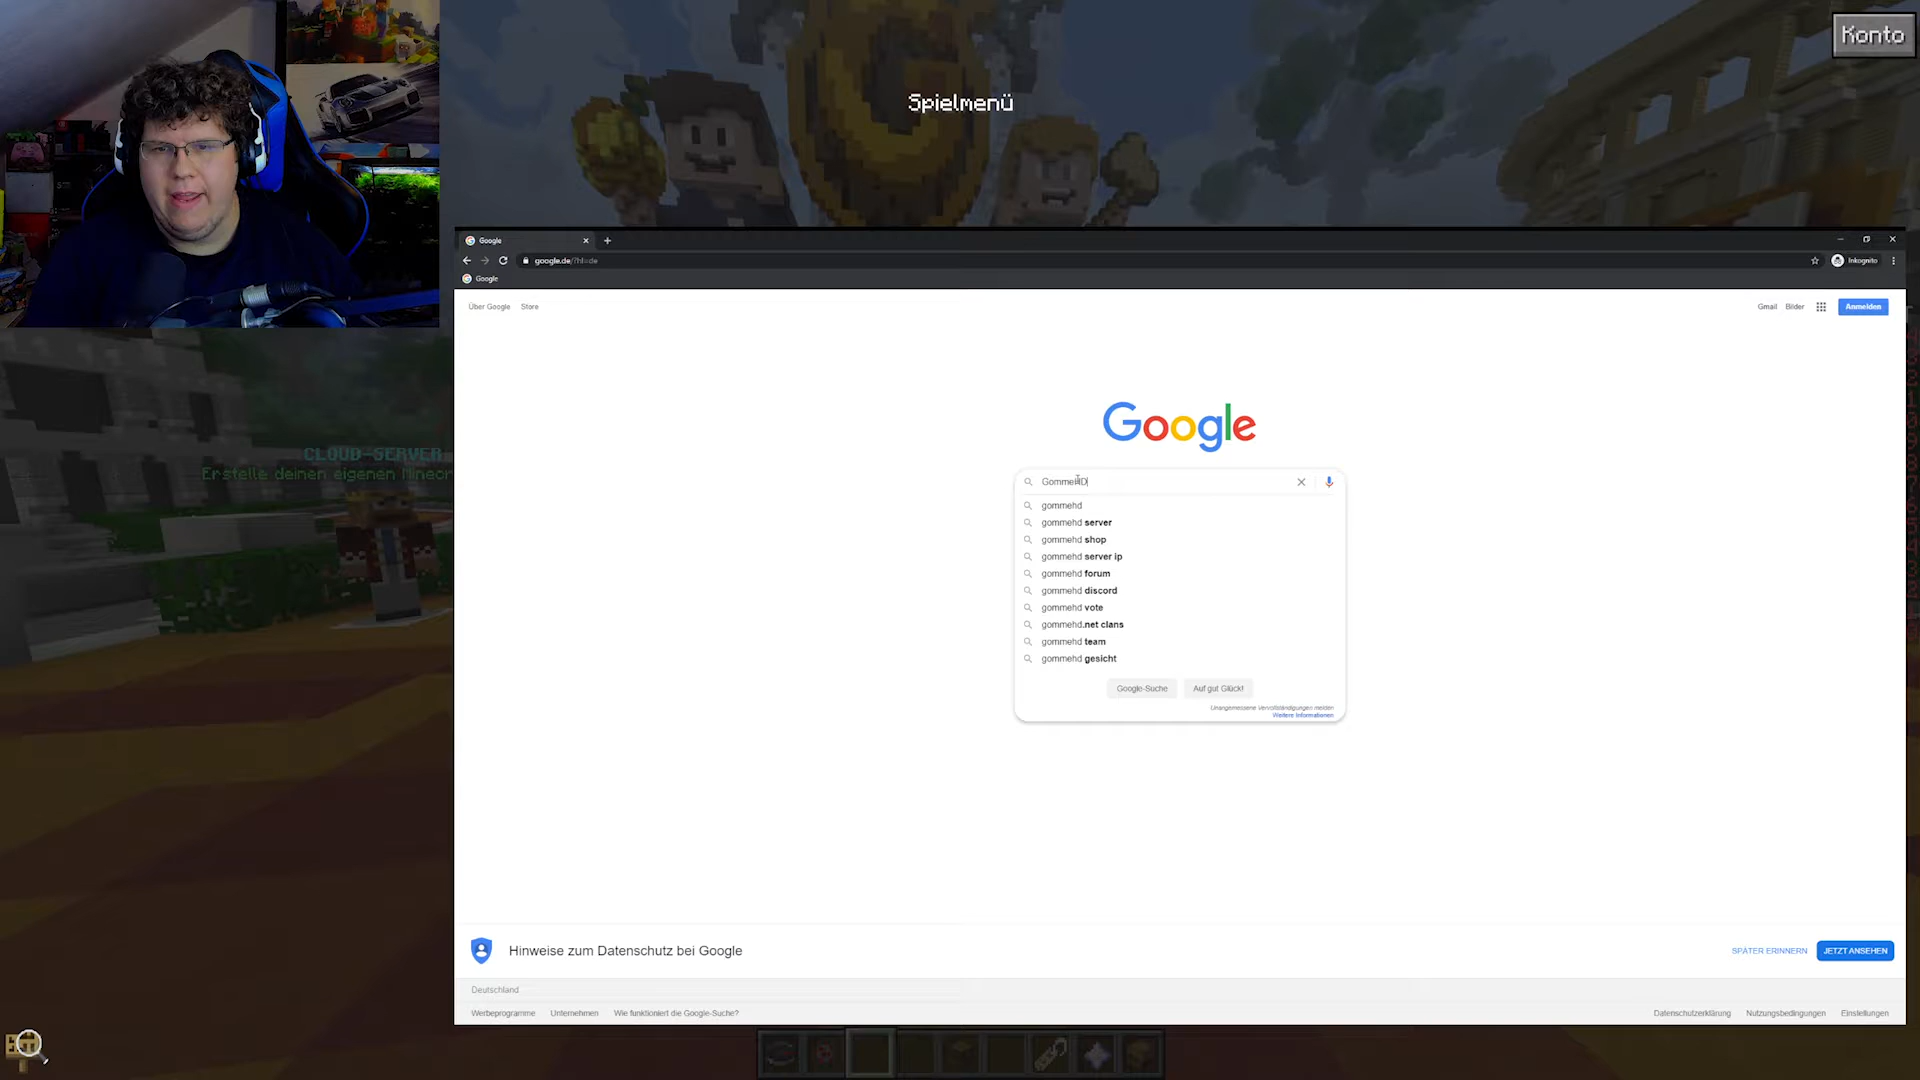 Konto
Spielmenü
Google
google.de/?hl=de
Inkognito
Google
Über Google Store
Gmail Bilder Anmelden
Google
GommeHD
gommehd
gommehd server
gommehd shop
gommehd server ip
gommehd forum
gommehd discord
gommehd vote
gommehd.net clans
gommehd team
gommehd gesicht
Google-Suche Auf gut Glück!
Unangemessene Vervollständigungen melden
Weitere Informationen
CLOUD-SERVER
Erstelle deinen eigenen
Hinweise zum Datenschutz bei Google
SPÄTER ERINNERN JETZT ANSEHEN
Deutschland
Werbeprogramme Unternehmen Wie funktioniert die Google-Suche?
Datenschutzerklärung Nutzungsbedingungen Einstellungen